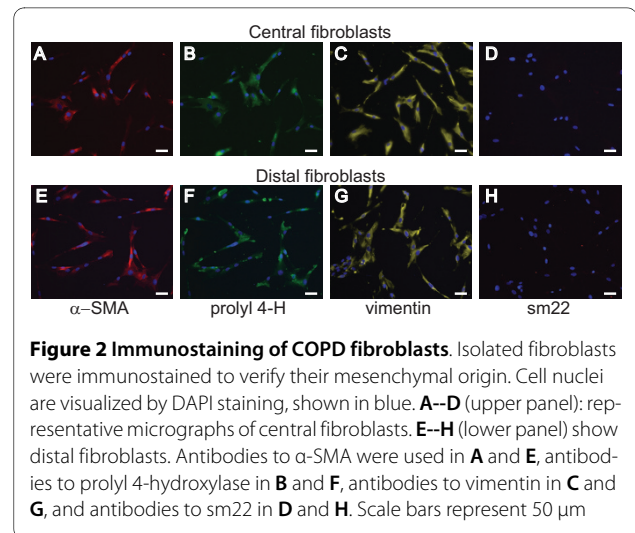 Central fibroblasts
A B C D
Distal fibroblasts
E F G H
α–SMA prolyl 4-H vimentin sm22
Figure 2 Immunostaining of COPD fibroblasts. Isolated fibroblasts
were immunostained to verify their mesenchymal origin. Cell nuclei
are visualized by DAPI staining, shown in blue. A--D (upper panel): rep-
resentative micrographs of central fibroblasts. E--H (lower panel) show
distal fibroblasts. Antibodies to α-SMA were used in A and E, antibod-
ies to prolyl 4-hydroxylase in B and F, antibodies to vimentin in C and
G, and antibodies to sm22 in D and H. Scale bars represent 50 μm